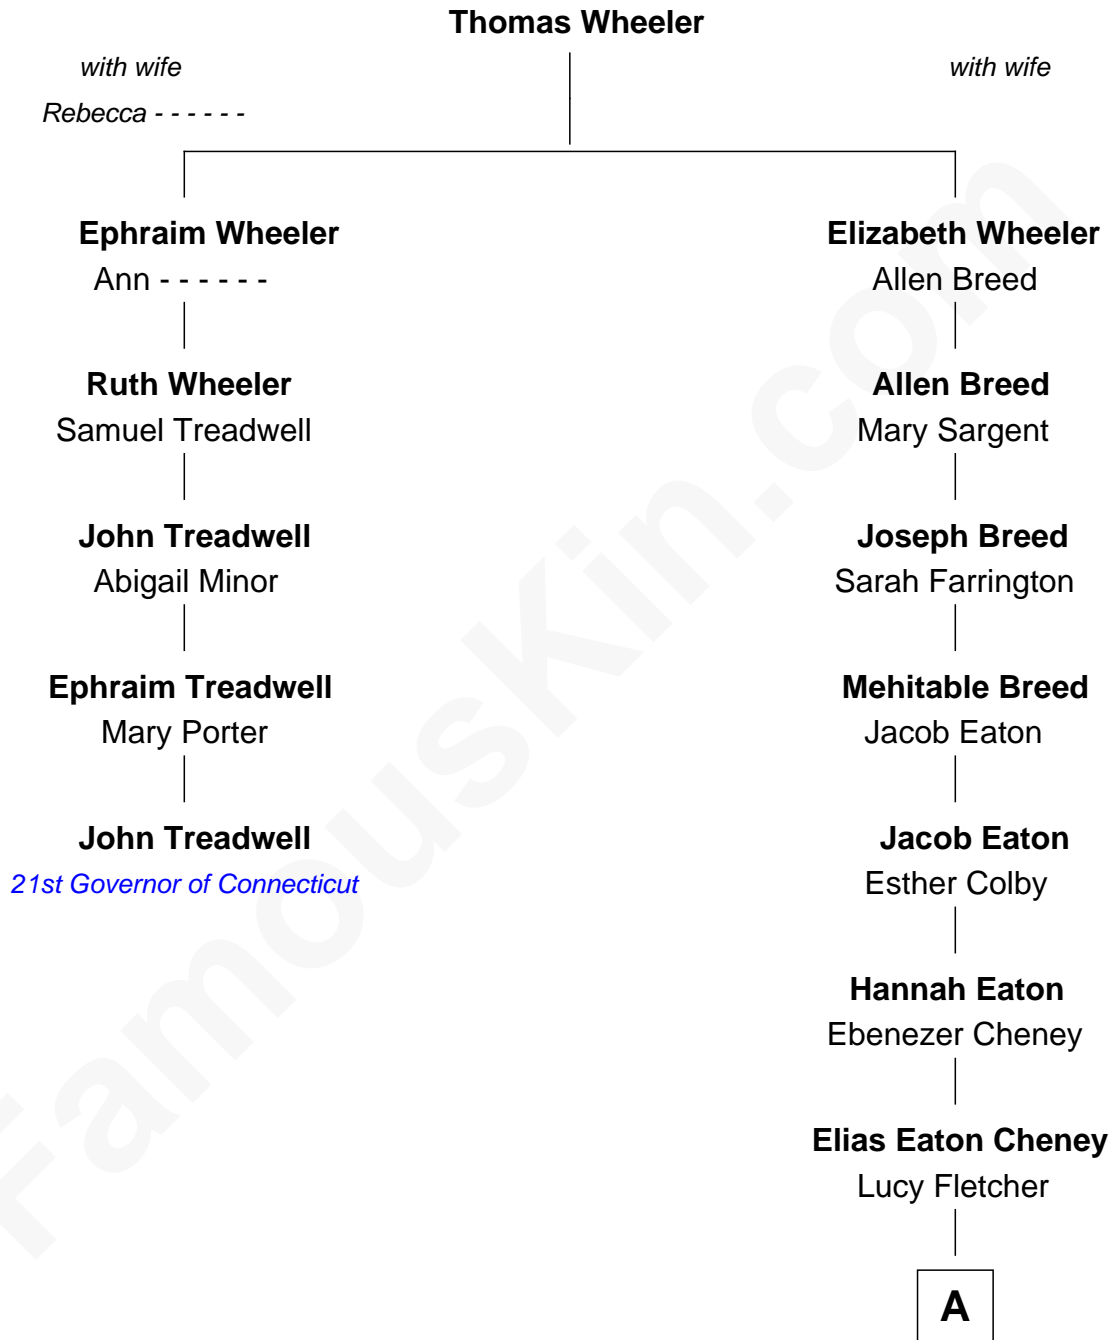 Thomas Wheeler
with wife
with wife
Rebecca - - - - - -
Ephraim Wheeler
Ann - - - - - -
Ruth Wheeler
Samuel Treadwell
John Treadwell
Abigail Minor
Ephraim Treadwell
Mary Porter
John Treadwell
21st Governor of Connecticut
Elizabeth Wheeler
Allen Breed
Allen Breed
Mary Sargent
Joseph Breed
Sarah Farrington
Mehitable Breed
Jacob Eaton
Jacob Eaton
Esther Colby
Hannah Eaton
Ebenezer Cheney
Elias Eaton Cheney
Lucy Fletcher
A
FamousKin.com